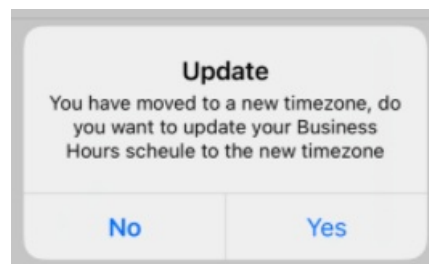 Update
You have moved to a new timezone, do
you want to update your Business
Hours scheule to the new timezone
No
Yes